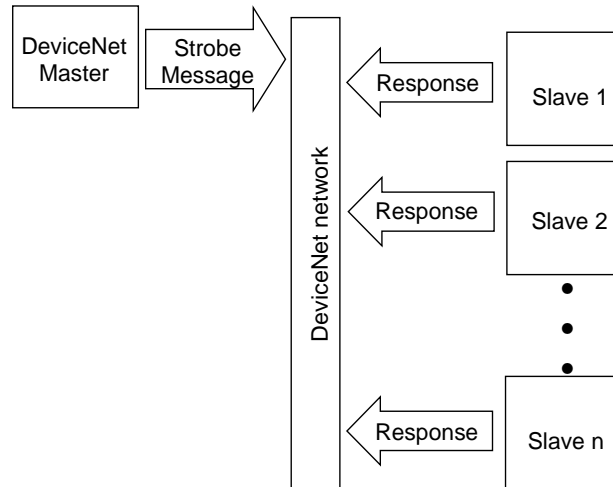 DeviceNet
Master
Strobe
Message
DeviceNet network
Response
Slave 1
Response
Slave 2
Response
Slave n